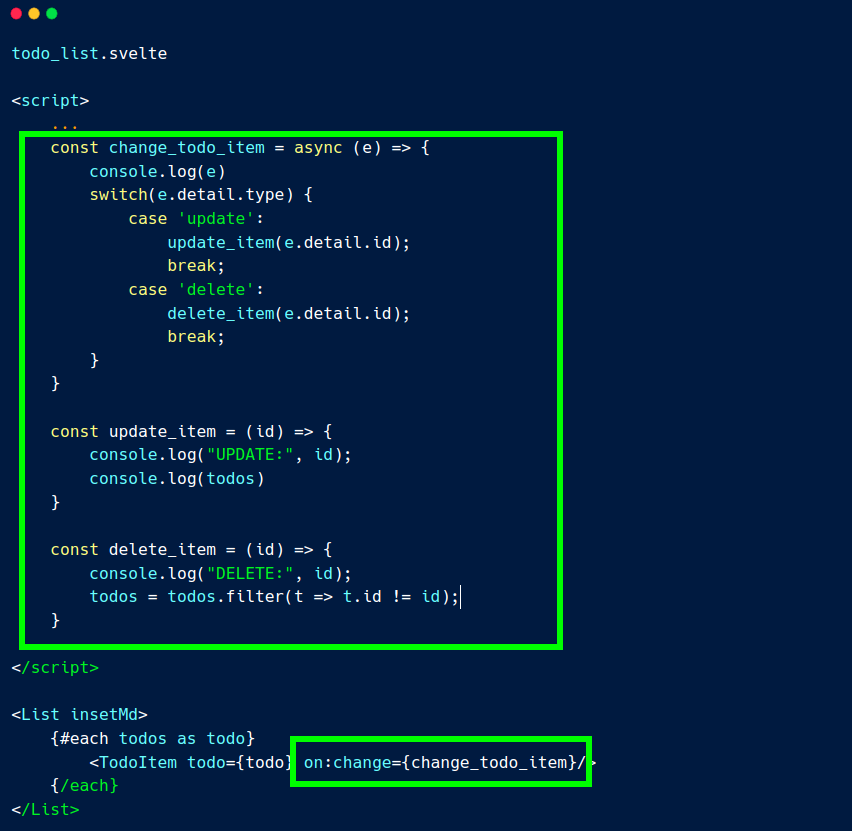 todo_list.svelte
<script>
    ...
    const change_todo_item = async (e) => {
        console.log(e)
        switch(e.detail.type) {
            case 'update':
                update_item(e.detail.id);
                break;
            case 'delete':
                delete_item(e.detail.id);
                break;
        }
    }
    const update_item = (id) => {
        console.log("UPDATE:", id);
        console.log(todos)
    }
    const delete_item = (id) => {
        console.log("DELETE:", id);
        todos = todos.filter(t => t.id != id);
    }
</script>
<List insetMd>
    {#each todos as todo}
        <TodoItem todo={todo} on:change={change_todo_item}/>
    {/each}
</List>